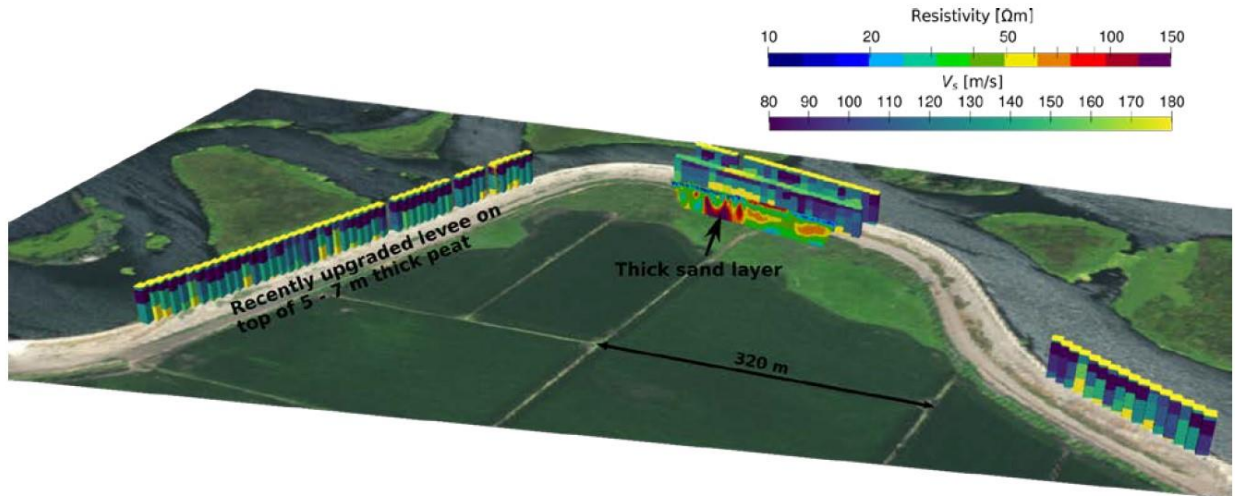 Resistivity [Ωm]
10 20 50 100 150
Vs [m/s]
80 90 100 110 120 130 140 150 160 170 180
Recently upgraded levee on
top of 5 - 7 m thick peat
Thick sand layer
320 m